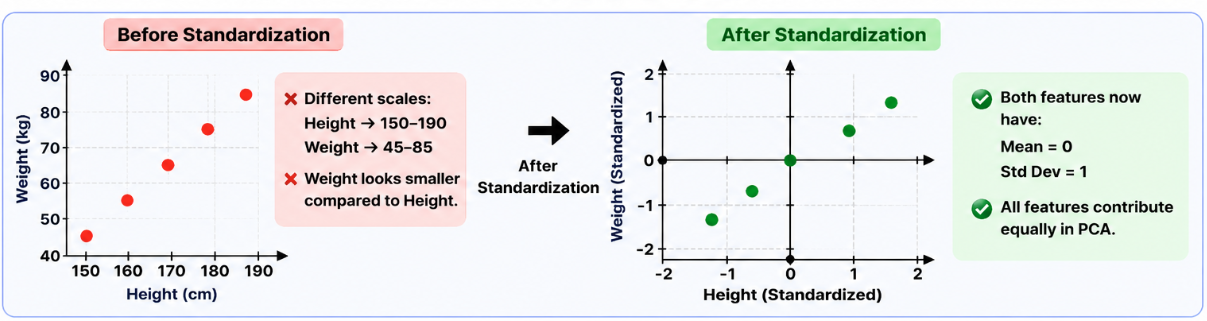 Before Standardization
90
80
70
60
50
40
Weight (kg)
150 160 170 180 190
Height (cm)
Different scales:
Height → 150–190
Weight → 45–85
Weight looks smaller
compared to Height.
After
Standardization
After Standardization
2
1
0
-1
-2
Weight (Standardized)
-2 -1 0 1 2
Height (Standardized)
Both features now
have:
Mean = 0
Std Dev = 1
All features contribute
equally in PCA.